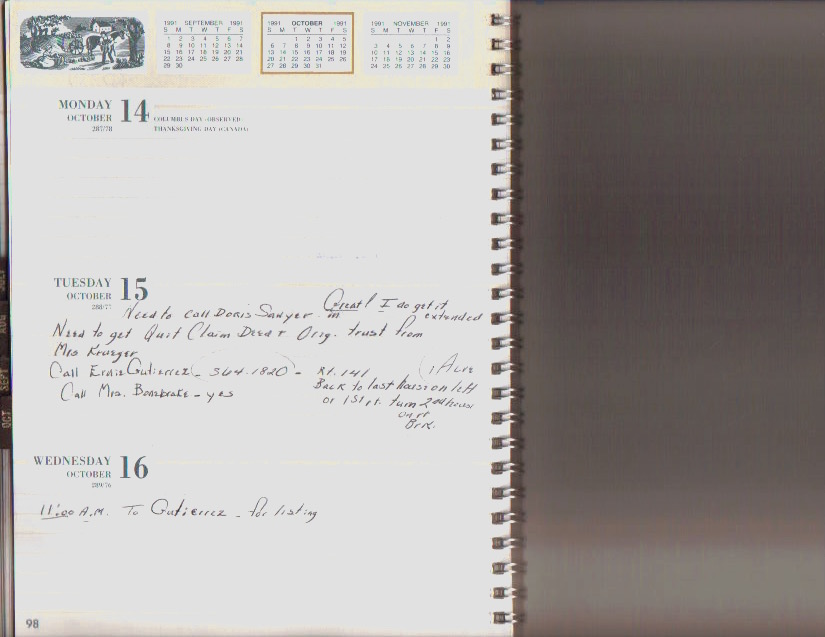 1991 SEPTEMBER 1991
S M T W T F S
1 2 3 4 5 6 7
8 9 10 11 12 13 14
15 16 17 18 19 20 21
22 23 24 25 26 27 28
29 30
1991 OCTOBER 1991
S M T W T F S
1 2 3 4 5
6 7 8 9 10 11 12
13 14 15 16 17 18 19
20 21 22 23 24 25 26
27 28 29 30 31
1991 NOVEMBER 1991
S M T W T F S
1 2
3 4 5 6 7 8 9
10 11 12 13 14 15 16
17 18 19 20 21 22 23
24 25 26 27 28 29 30
MONDAY 14
OCTOBER COLUMBUS DAY (OBSERVED)
287/78 THANKSGIVING DAY (CANADA)
TUESDAY 15
OCTOBER
288/77
Great! I do get it
Need to call Doris Sawyer. extended
Need to get Quit Claim Deed + Orig. trust from
Mrs Krueger
Call Ernie Gutierrez - 364-1820 - Rt. 141 (1 Acre
Back to last house on left
Call Mrs. Bonebrake - yes
or 1st rt. turn 2nd house
on rt
Brk.
WEDNESDAY 16
OCTOBER
289/76
11:00 A.M. To Gutierrez - for listing
98
JULY
AUG
SEPT
OCT